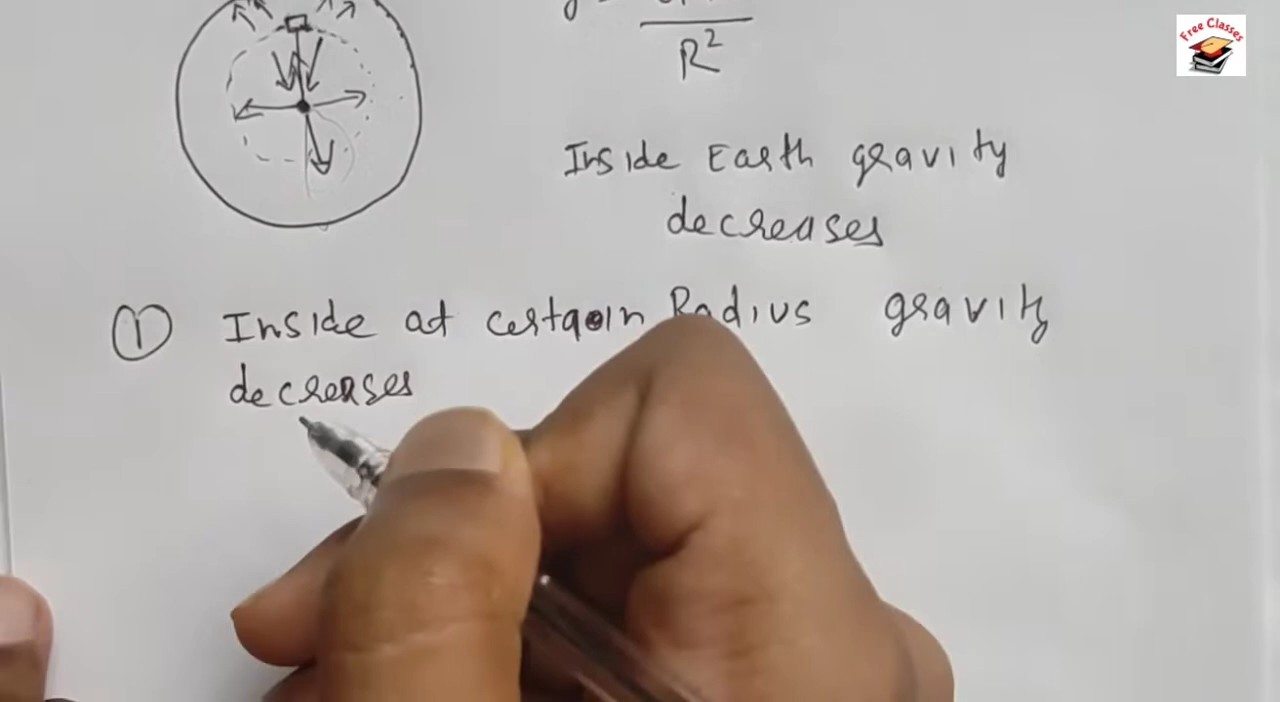 Free Classes
R²
Inside Earth gravity
decreases
① Inside at certain Radius gravity
decreases